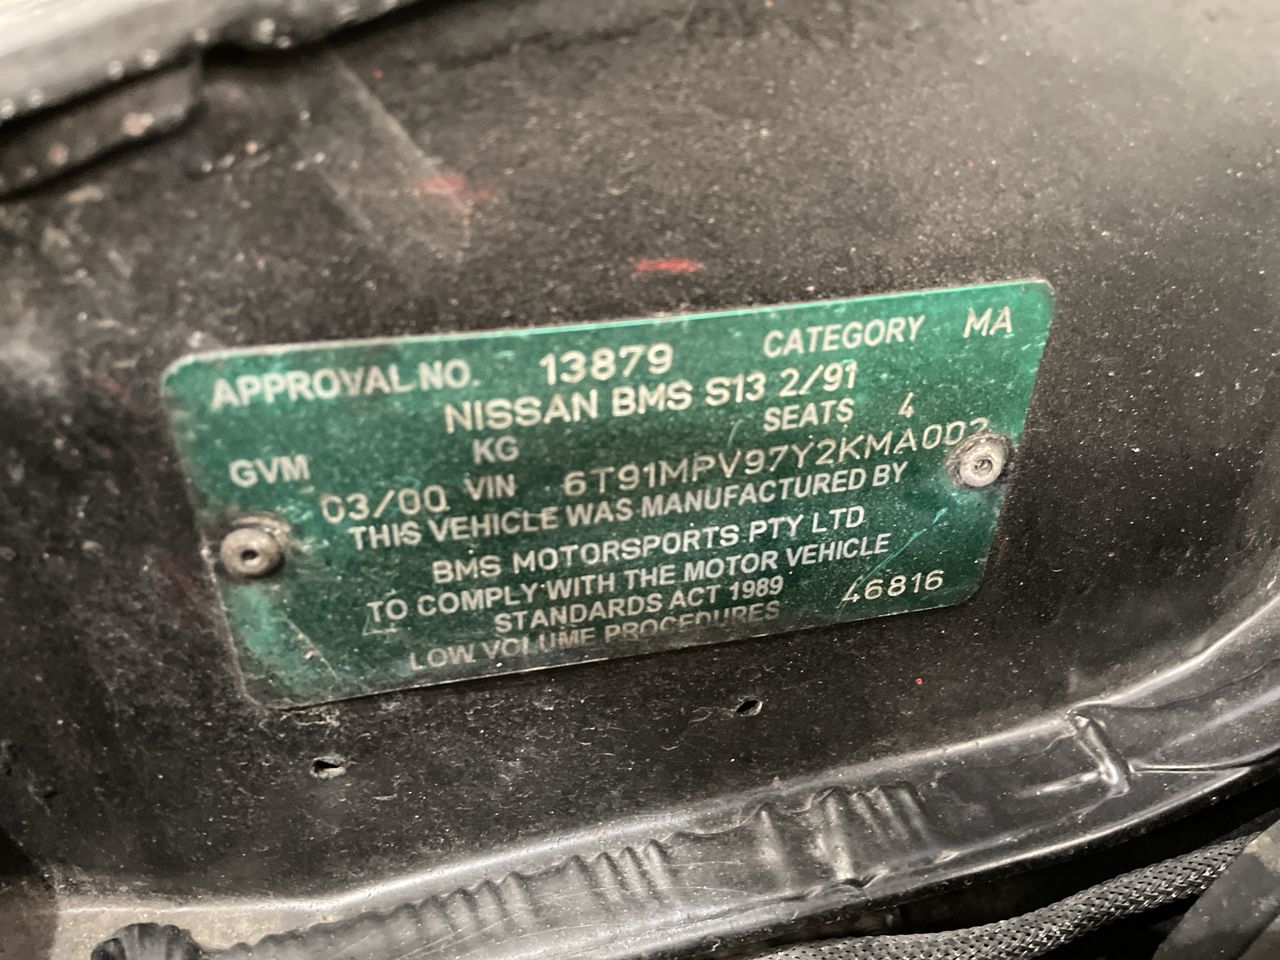 APPROVAL NO. 13879 CATEGORY MA
NISSAN BMS S13 2/91
GVM KG SEATS 4
03/00 VIN
THIS VEHICLE WAS MANUFACTURED BY
BMS MOTORSPORTS PTY LTD
TO COMPLY WITH THE MOTOR VEHICLE
STANDARDS ACT 1989 46816
LOW VOLUME PROCEDURES